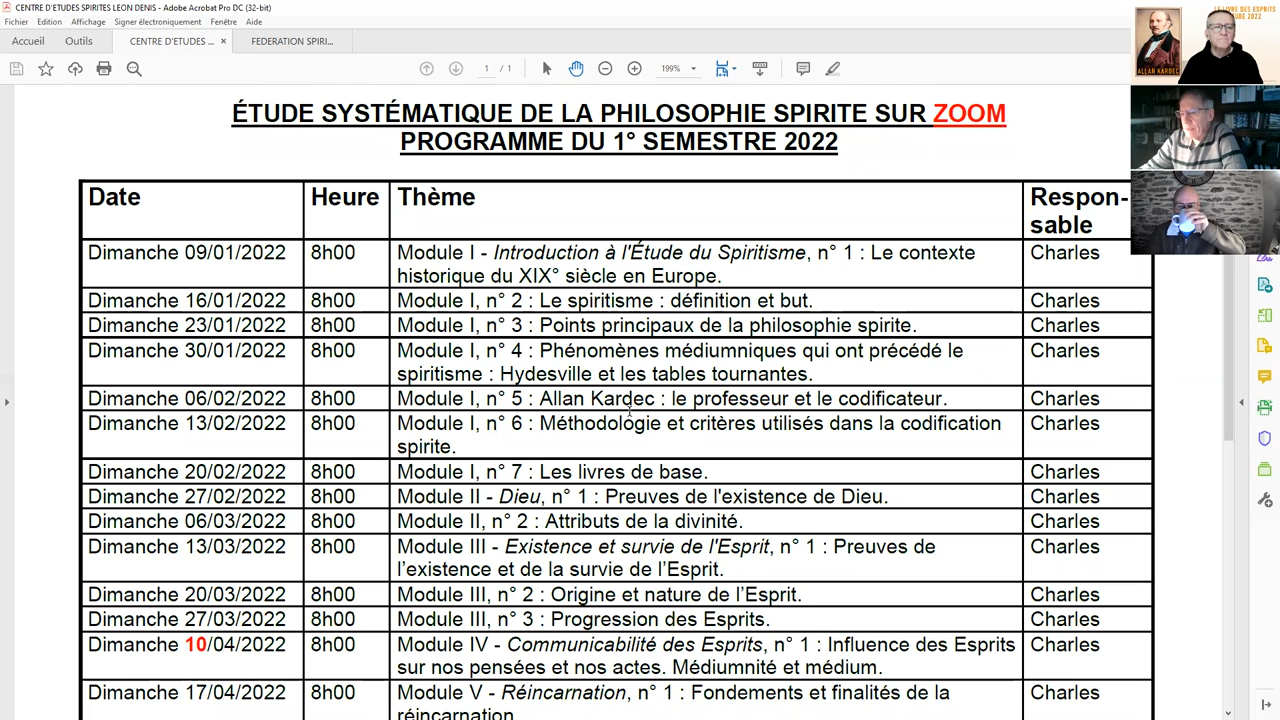 CENTRE D'ETUDES SPIRITES LEON DENIS - Adobe Acrobat Pro DC (32-bit)
Fichier Edition Affichage Signer électroniquement Fenêtre Aide
Accueil Outils CENTRE D'ETUDES ... × FEDERATION SPIRI...
1 / 1 199%
ALLAN KARDEC
ÉTUDE SYSTÉMATIQUE DE LA PHILOSOPHIE SPIRITE SUR ZOOM
PROGRAMME DU 1° SEMESTRE 2022
Date Heure Thème Respon-
sable
Dimanche 09/01/2022 8h00 Module I - Introduction à l'Étude du Spiritisme, n° 1 : Le contexte Charles
historique du XIX° siècle en Europe.
Dimanche 16/01/2022 8h00 Module I, n° 2 : Le spiritisme : définition et but. Charles
Dimanche 23/01/2022 8h00 Module I, n° 3 : Points principaux de la philosophie spirite. Charles
Dimanche 30/01/2022 8h00 Module I, n° 4 : Phénomènes médiumniques qui ont précédé le Charles
spiritisme : Hydesville et les tables tournantes.
Dimanche 06/02/2022 8h00 Module I, n° 5 : Allan Kardec : le professeur et le codificateur. Charles
Dimanche 13/02/2022 8h00 Module I, n° 6 : Méthodologie et critères utilisés dans la codification Charles
spirite.
Dimanche 20/02/2022 8h00 Module I, n° 7 : Les livres de base. Charles
Dimanche 27/02/2022 8h00 Module II - Dieu, n° 1 : Preuves de l'existence de Dieu. Charles
Dimanche 06/03/2022 8h00 Module II, n° 2 : Attributs de la divinité. Charles
Dimanche 13/03/2022 8h00 Module III - Existence et survie de l'Esprit, n° 1 : Preuves de Charles
l'existence et de la survie de l'Esprit.
Dimanche 20/03/2022 8h00 Module III, n° 2 : Origine et nature de l'Esprit. Charles
Dimanche 27/03/2022 8h00 Module III, n° 3 : Progression des Esprits. Charles
Dimanche 10/04/2022 8h00 Module IV - Communicabilité des Esprits, n° 1 : Influence des Esprits Charles
sur nos pensées et nos actes. Médiumnité et médium.
Dimanche 17/04/2022 8h00 Module V - Réincarnation, n° 1 : Fondements et finalités de la Charles
réincarnation